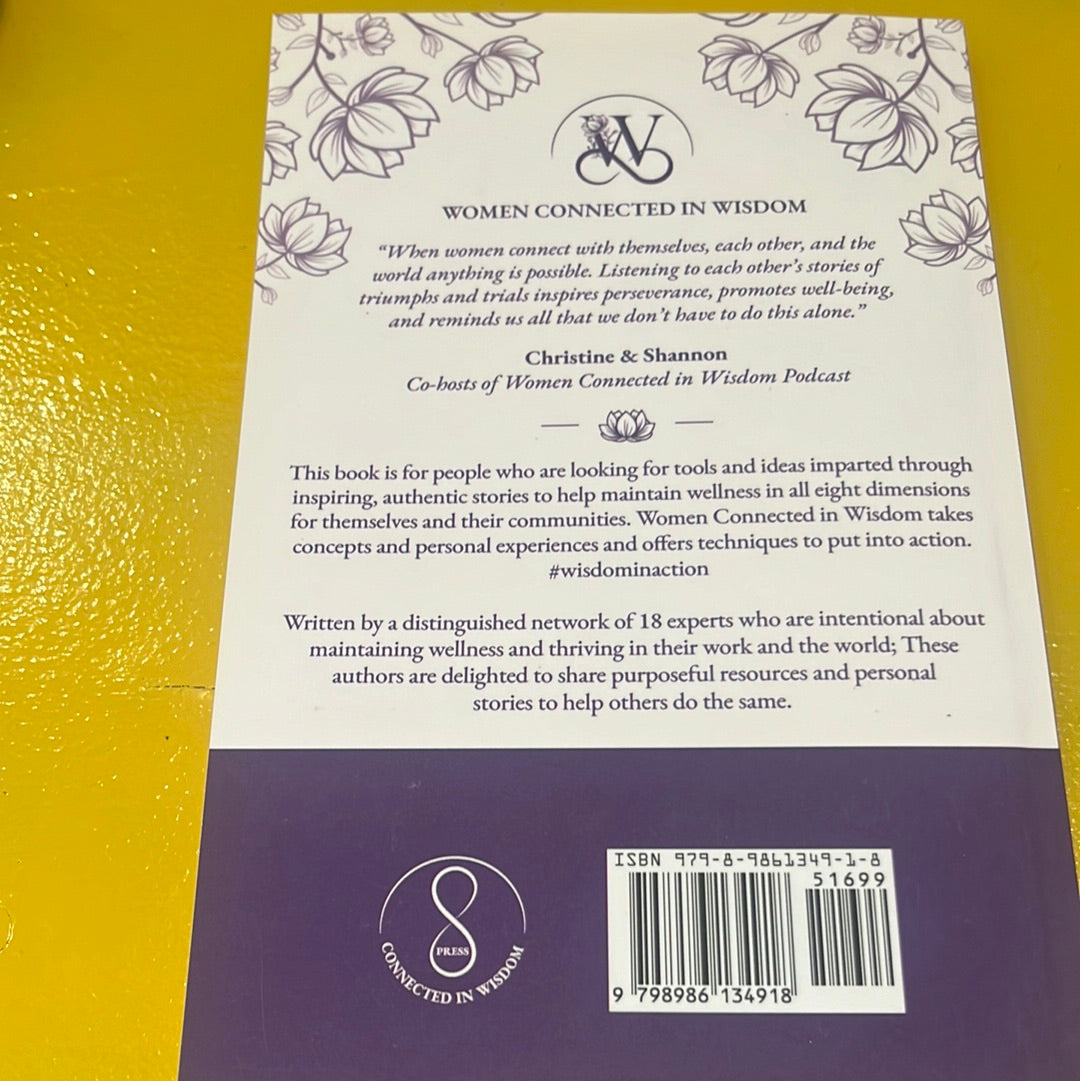 W
WOMEN CONNECTED IN WISDOM
“When women connect with themselves, each other, and the
world anything is possible. Listening to each other’s stories of
triumphs and trials inspires perseverance, promotes well-being,
and reminds us all that we don’t have to do this alone.”
Christine & Shannon
Co-hosts of Women Connected in Wisdom Podcast
This book is for people who are looking for tools and ideas imparted through
inspiring, authentic stories to help maintain wellness in all eight dimensions
for themselves and their communities. Women Connected in Wisdom takes
concepts and personal experiences and offers techniques to put into action.
#wisdominaction
Written by a distinguished network of 18 experts who are intentional about
maintaining wellness and thriving in their work and the world; These
authors are delighted to share purposeful resources and personal
stories to help others do the same.
PRESS
CONNECTED IN WISDOM
ISBN 979-8-9861349-1-8
51699
9 798986 134918